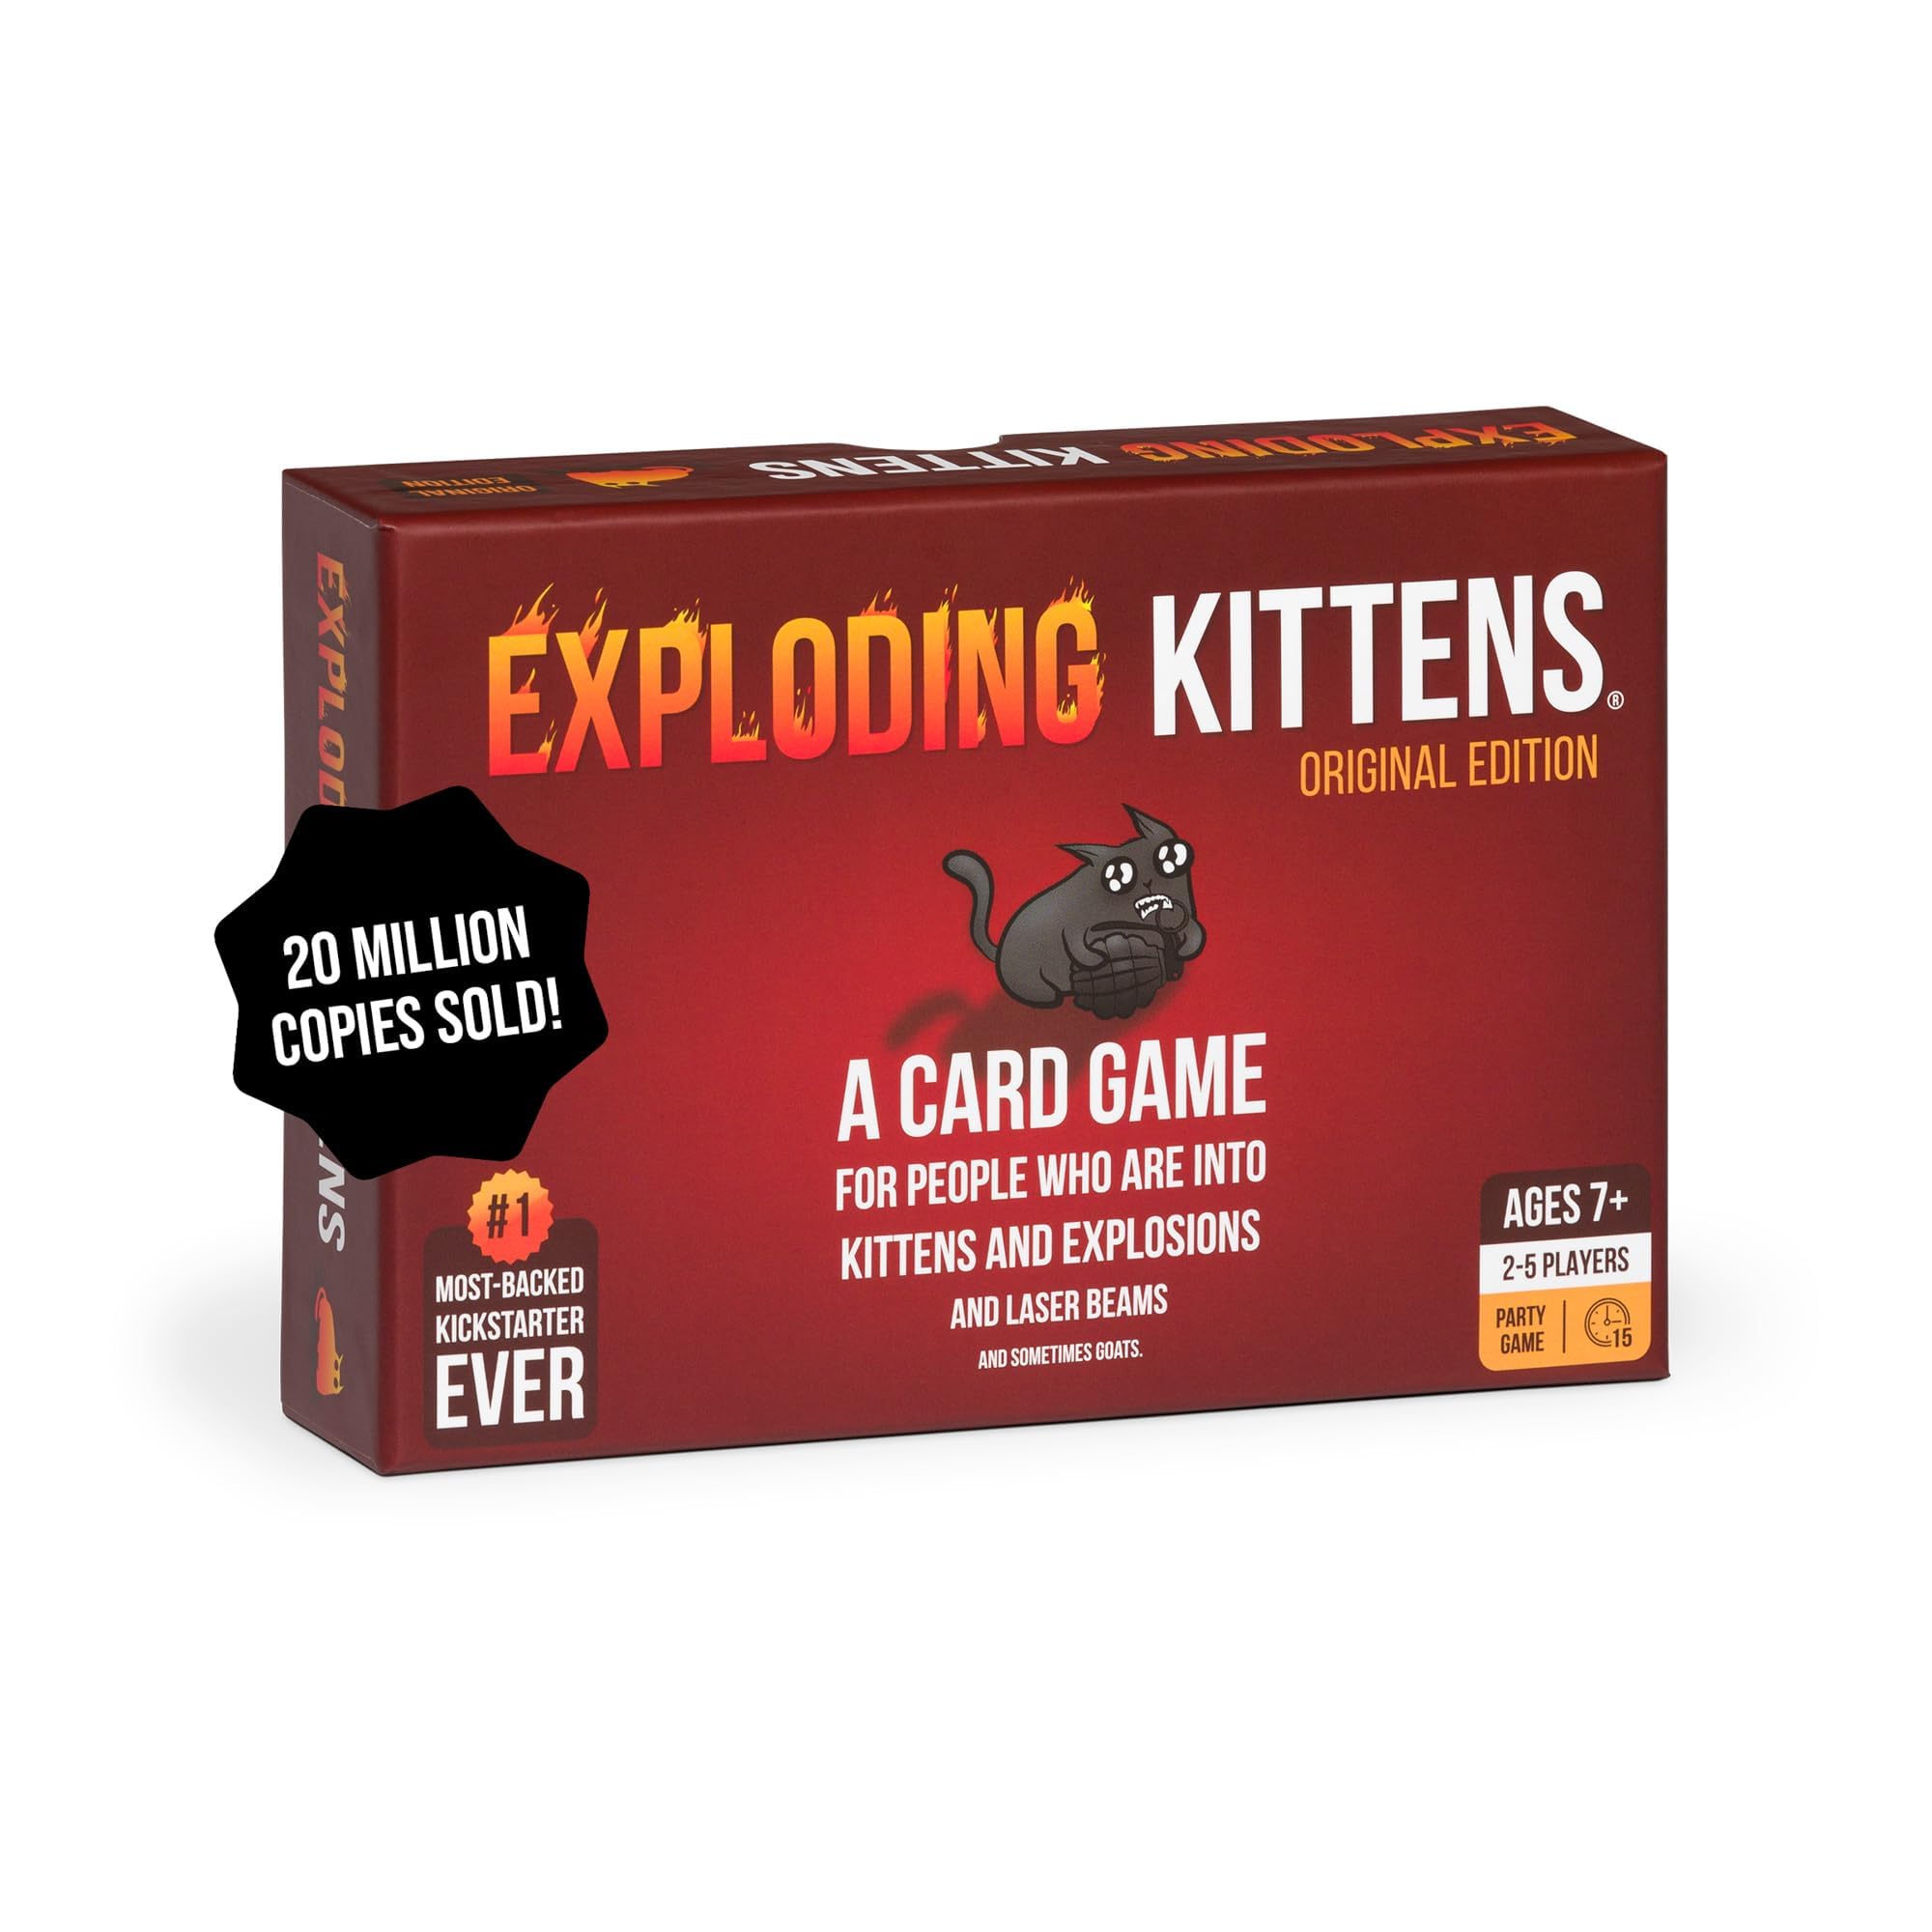 ORIGINAL
EDITION
EXPLODING KITTENS
EXPLODING KITTENS®
ORIGINAL EDITION
20 MILLION
COPIES SOLD!
A CARD GAME
FOR PEOPLE WHO ARE INTO
KITTENS AND EXPLOSIONS
AND LASER BEAMS
AND SOMETIMES GOATS.
#1
MOST-BACKED
KICKSTARTER
EVER
AGES 7+
2-5 PLAYERS
PARTY
GAME
15